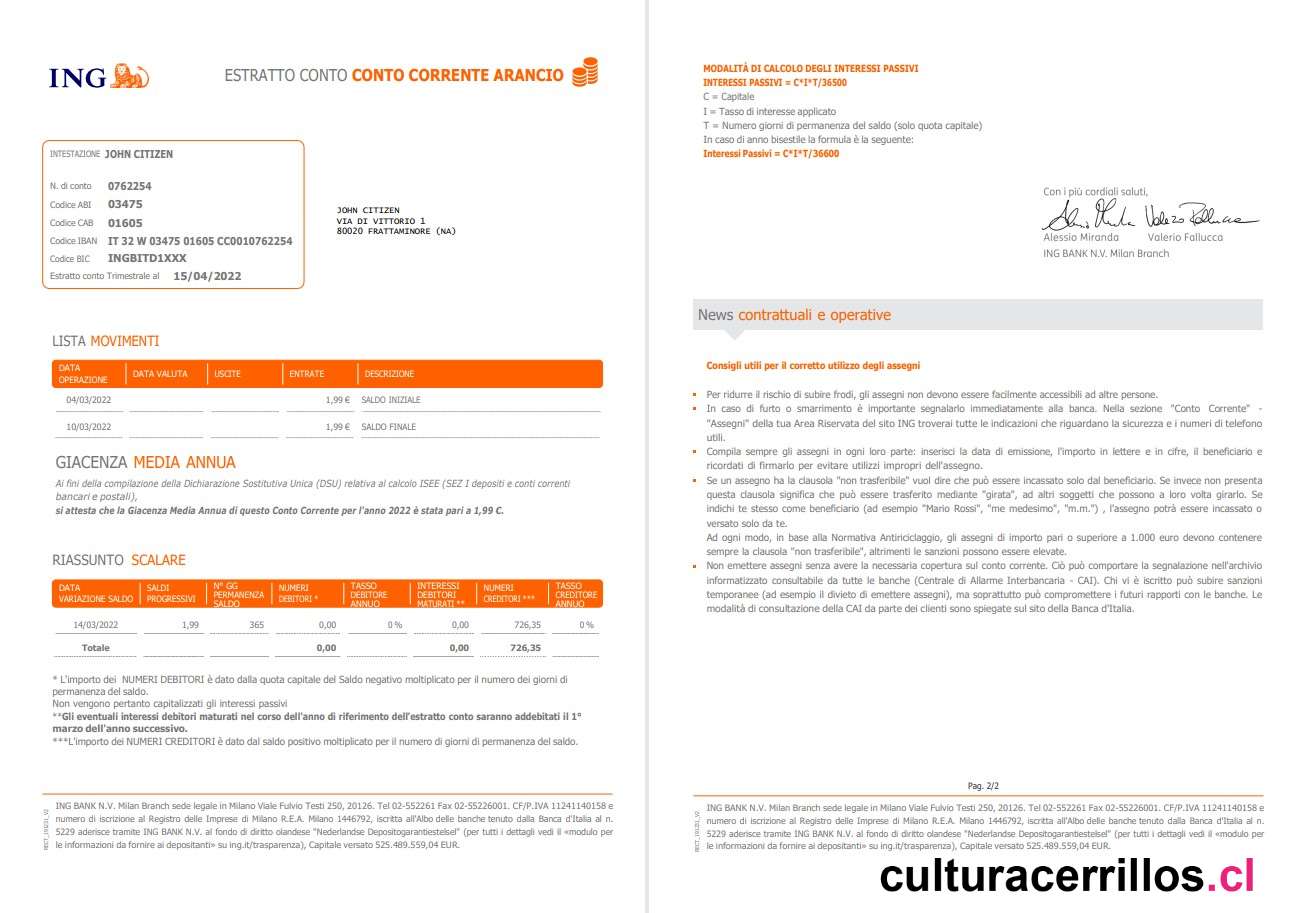 ING
ESTRATTO CONTO CONTO CORRENTE ARANCIO
INTESTAZIONE JOHN CITIZEN
N. di conto 0762254
Codice ABI 03475
Codice CAB 01605
Codice IBAN IT 32 W 03475 01605 CC0010762254
Codice BIC INGBITD1XXX
Estratto conto Trimestrale al 15/04/2022
JOHN CITIZEN
VIA DI VITTORIO 1
80020 FRATTAMINORE (NA)
LISTA MOVIMENTI
DATA OPERAZIONE DATA VALUTA USCITE ENTRATE DESCRIZIONE
04/03/2022 1,99 € SALDO INIZIALE
10/03/2022 1,99 € SALDO FINALE
GIACENZA MEDIA ANNUA
Ai fini della compilazione della Dichiarazione Sostitutiva Unica (DSU) relativa al calcolo ISEE (SEZ I depositi e conti correnti
bancari e postali),
si attesta che la Giacenza Media Annua di questo Conto Corrente per l'anno 2022 è stata pari a 1,99 €.
RIASSUNTO SCALARE
DATA VARIAZIONE SALDO SALDI PROGRESSIVI N° GG PERMANENZA SALDO NUMERI DEBITORI * TASSO DEBITORE ANNUO INTERESSI DEBITORI MATURATI ** NUMERI CREDITORI *** TASSO CREDITORE ANNUO
14/03/2022 1,99 365 0,00 0 % 0,00 726,35 0 %
Totale 0,00 0,00 726,35
* L'importo dei NUMERI DEBITORI è dato dalla quota capitale del Saldo negativo moltiplicato per il numero dei giorni di
permanenza del saldo.
Non vengono pertanto capitalizzati gli interessi passivi
**Gli eventuali interessi debitori maturati nel corso dell'anno di riferimento dell'estratto conto saranno addebitati il 1°
marzo dell'anno successivo.
***L'importo dei NUMERI CREDITORI è dato dal saldo positivo moltiplicato per il numero di giorni di permanenza del saldo.
ING BANK N.V. Milan Branch sede legale in Milano Viale Fulvio Testi 250, 20126. Tel 02-552261 Fax 02-55226001. CF/P.IVA 11241140158 e
numero di iscrizione al Registro delle Imprese di Milano R.E.A. Milano 1446792, iscritta all'Albo delle banche tenuto dalla Banca d'Italia al n.
5229 aderisce tramite ING BANK N.V. al fondo di diritto olandese "Nederlandse Depositogarantiestelsel" (per tutti i dettagli vedi il «modulo per
le informazioni da fornire ai depositanti» su ing.it/trasparenza), Capitale versato 525.489.559,04 EUR.
MODALITÀ DI CALCOLO DEGLI INTERESSI PASSIVI
INTERESSI PASSIVI = C*I*T/36500
C = Capitale
I = Tasso di interesse applicato
T = Numero giorni di permanenza del saldo (solo quota capitale)
In caso di anno bisestile la formula è la seguente:
Interessi Passivi = C*I*T/36600
Con i più cordiali saluti,
Alessio Miranda Valerio Fallucca
ING BANK N.V. Milan Branch
News contrattuali e operative
Consigli utili per il corretto utilizzo degli assegni
Per ridurre il rischio di subire frodi, gli assegni non devono essere facilmente accessibili ad altre persone.
In caso di furto o smarrimento è importante segnalarlo immediatamente alla banca. Nella sezione "Conto Corrente" -
"Assegni" della tua Area Riservata del sito ING troverai tutte le indicazioni che riguardano la sicurezza e i numeri di telefono
utili.
Compila sempre gli assegni in ogni loro parte: inserisci la data di emissione, l'importo in lettere e in cifre, il beneficiario e
ricordati di firmarlo per evitare utilizzi impropri dell'assegno.
Se un assegno ha la clausola "non trasferibile" vuol dire che può essere incassato solo dal beneficiario. Se invece non presenta
questa clausola significa che può essere trasferito mediante "girata", ad altri soggetti che possono a loro volta girarlo. Se
indichi te stesso come beneficiario (ad esempio "Mario Rossi", "me medesimo", "m.m.") , l'assegno potrà essere incassato o
versato solo da te.
Ad ogni modo, in base alla Normativa Antiriciclaggio, gli assegni di importo pari o superiore a 1.000 euro devono contenere
sempre la clausola "non trasferibile", altrimenti le sanzioni possono essere elevate.
Non emettere assegni senza avere la necessaria copertura sul conto corrente. Ciò può comportare la segnalazione nell'archivio
informatizzato consultabile da tutte le banche (Centrale di Allarme Interbancaria - CAI). Chi vi è iscritto può subire sanzioni
temporanee (ad esempio il divieto di emettere assegni), ma soprattutto può compromettere i futuri rapporti con le banche. Le
modalità di consultazione della CAI da parte dei clienti sono spiegate sul sito della Banca d'Italia.
Pag. 2/2
ING BANK N.V. Milan Branch sede legale in Milano Viale Fulvio Testi 250, 20126. Tel 02-552261 Fax 02-55226001. CF/P.IVA 11241140158 e
numero di iscrizione al Registro delle Imprese di Milano R.E.A. Milano 1446792, iscritta all'Albo delle banche tenuto dalla Banca d'Italia al n.
5229 aderisce tramite ING BANK N.V. al fondo di diritto olandese "Nederlandse Depositogarantiestelsel" (per tutti i dettagli vedi il «modulo per
le informazioni da fornire ai depositanti» su ing.it/trasparenza), Capitale versato 525.489.559,04 EUR.
culturacerrillos.cl